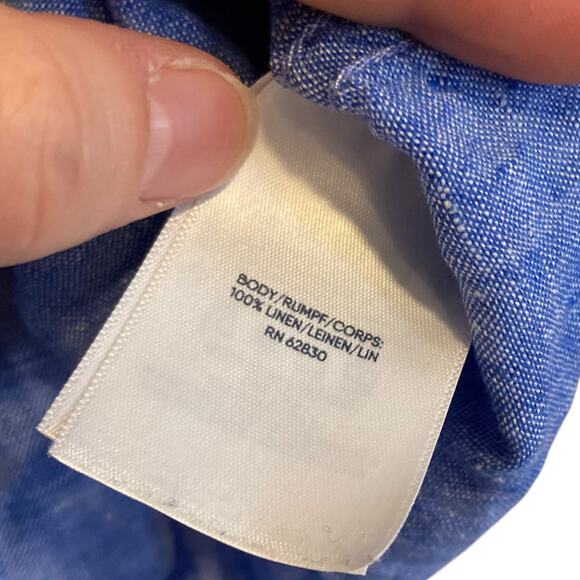 BODY/RUMPF/CORPS:
100% LINEN/LEINEN/LIN
RN 62830